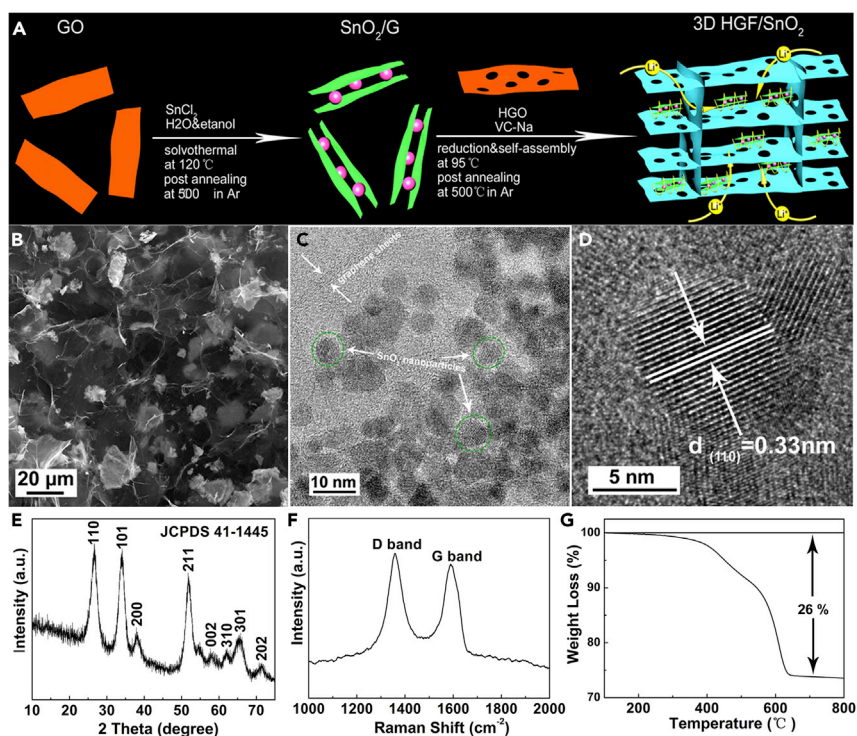 A
GO
SnO2/G
3D HGF/SnO2
SnCl2
H2O&etanol
solvothermal
at 120℃
post annealing
at 500 in Ar
HGO
VC-Na
reduction&self-assembly
at 95℃
post annealing
at 500℃ in Ar
Li+
Li+
Li+
Li+
B
20 μm
C
graphene sheets
SnO2 nanoparticles
10 nm
D
d (110)=0.33nm
5 nm
E
JCPDS 41-1445
110
101
200
211
002
310
301
202
Intensity (a.u.)
10 20 30 40 50 60 70
2 Theta (degree)
F
D band
G band
Intensity (a.u.)
1000 1200 1400 1600 1800 2000
Raman Shift (cm-2)
G
100
90
80
70
Weight Loss (%)
26 %
200 400 600 800
Temperature (℃)